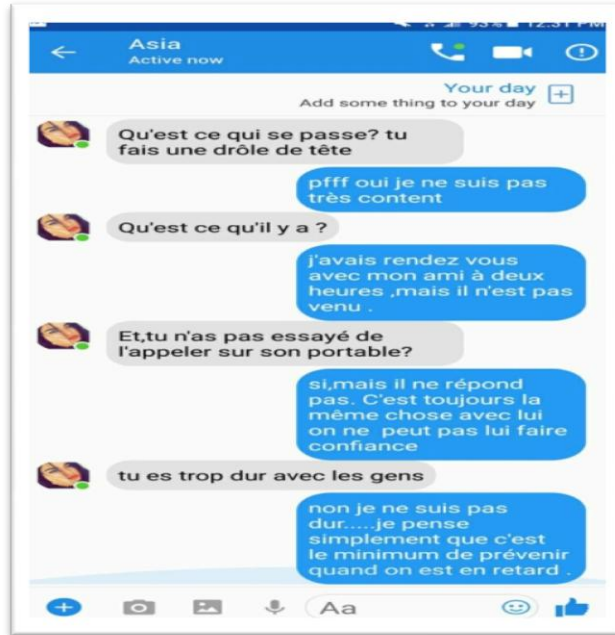 93% 12:31 PM
Asia
Active now
Your day
Add some thing to your day
Qu'est ce qui se passe? tu
fais une drôle de tête
pfff oui je ne suis pas
très content
Qu'est ce qu'il y a ?
j'avais rendez vous
avec mon ami à deux
heures ,mais il n'est pas
venu .
Et,tu n'as pas essayé de
l'appeler sur son portable?
si,mais il ne répond
pas. C'est toujours la
même chose avec lui
on ne peut pas lui faire
confiance
tu es trop dur avec les gens
non je ne suis pas
dur.....je pense
simplement que c'est
le minimum de prévenir
quand on est en retard .
Aa